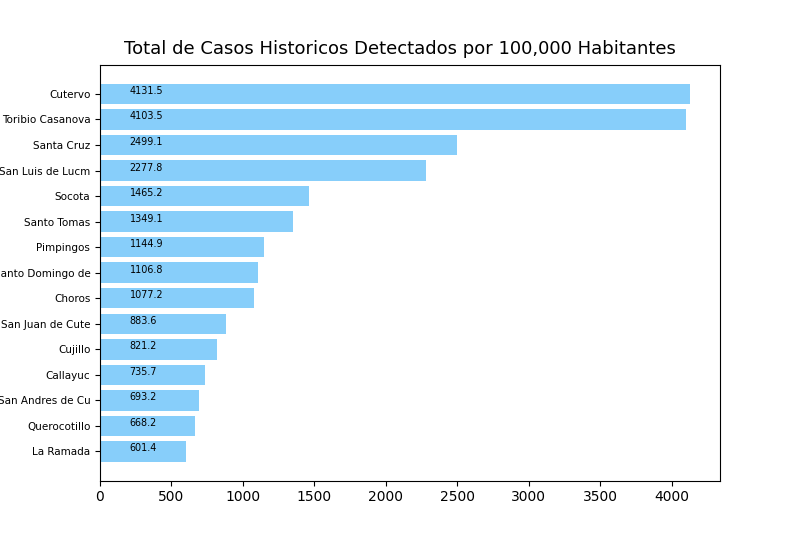 Total de Casos Historicos Detectados por 100,000 Habitantes
Cutervo 4131.5
Toribio Casanova 4103.5
Santa Cruz 2499.1
San Luis de Lucm 2277.8
Socota 1465.2
Santo Tomas 1349.1
Pimpingos 1144.9
anto Domingo de 1106.8
Choros 1077.2
San Juan de Cute 883.6
Cujillo 821.2
Callayuc 735.7
San Andres de Cu 693.2
Querocotillo 668.2
La Ramada 601.4
0 500 1000 1500 2000 2500 3000 3500 4000